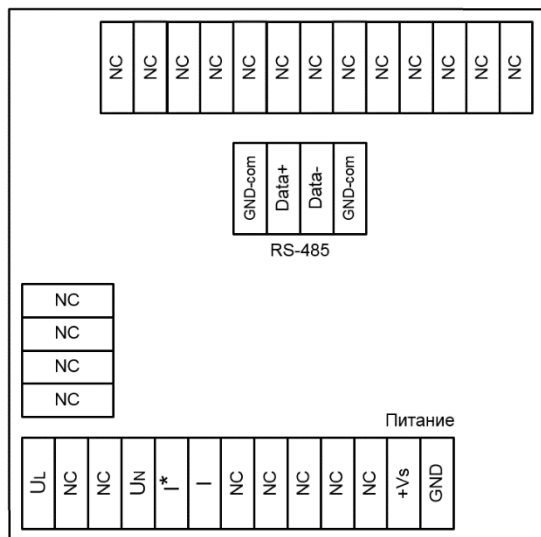 NC NC NC NC NC NC NC NC NC NC NC NC NC
GND-com Data+ Data- GND-com
RS-485
NC
NC
NC
NC
Питание
UL NC NC UN I* I NC NC NC NC NC +Vs GND